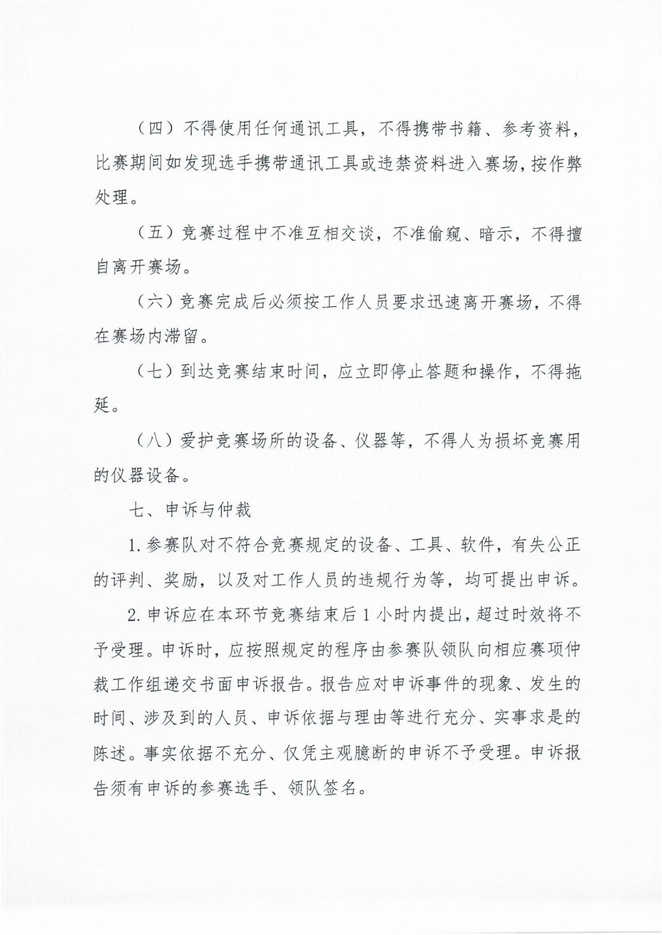 （四）不得使用任何通讯工具，不得携带书籍、参考资料，
比赛期间如发现选手携带通讯工具或违禁资料进入赛场，按作弊
处理。
（五）竞赛过程中不准互相交谈，不准偷窥、暗示，不得擅
自离开赛场。
（六）竞赛完成后必须按工作人员要求迅速离开赛场，不得
在赛场内滞留。
（七）到达竞赛结束时间，应立即停止答题和操作，不得拖
延。
（八）爱护竞赛场所的设备、仪器等，不得人为损坏竞赛用
的仪器设备。
七、申诉与仲裁
1.参赛队对不符合竞赛规定的设备、工具、软件，有失公正
的评判、奖励，以及对工作人员的违规行为等，均可提出申诉。
2.申诉应在本环节竞赛结束后 1 小时内提出，超过时效将不
予受理。申诉时，应按照规定的程序由参赛队领队向相应赛项仲
裁工作组递交书面申诉报告。报告应对申诉事件的现象、发生的
时间、涉及到的人员、申诉依据与理由等进行充分、实事求是的
陈述。事实依据不充分、仅凭主观臆断的申诉不予受理。申诉报
告须有申诉的参赛选手、领队签名。